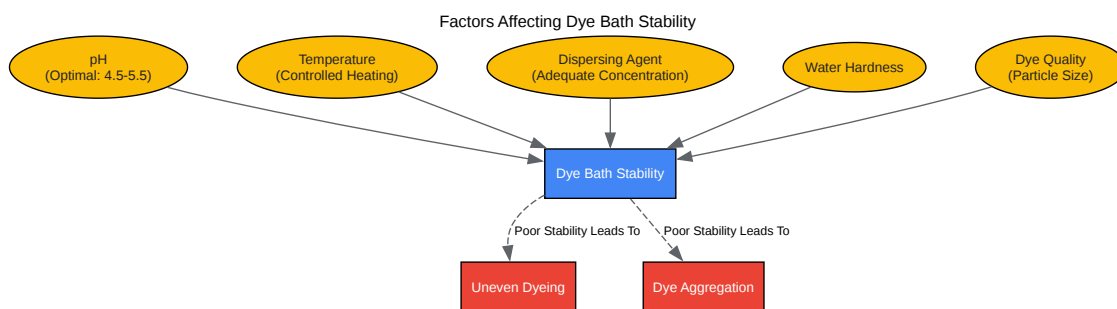 Factors Affecting Dye Bath Stability
pH
(Optimal: 4.5-5.5)
Temperature
(Controlled Heating)
Dispersing Agent
(Adequate Concentration)
Water Hardness
Dye Quality
(Particle Size)
Dye Bath Stability
Poor Stability Leads To
Poor Stability Leads To
Uneven Dyeing
Dye Aggregation